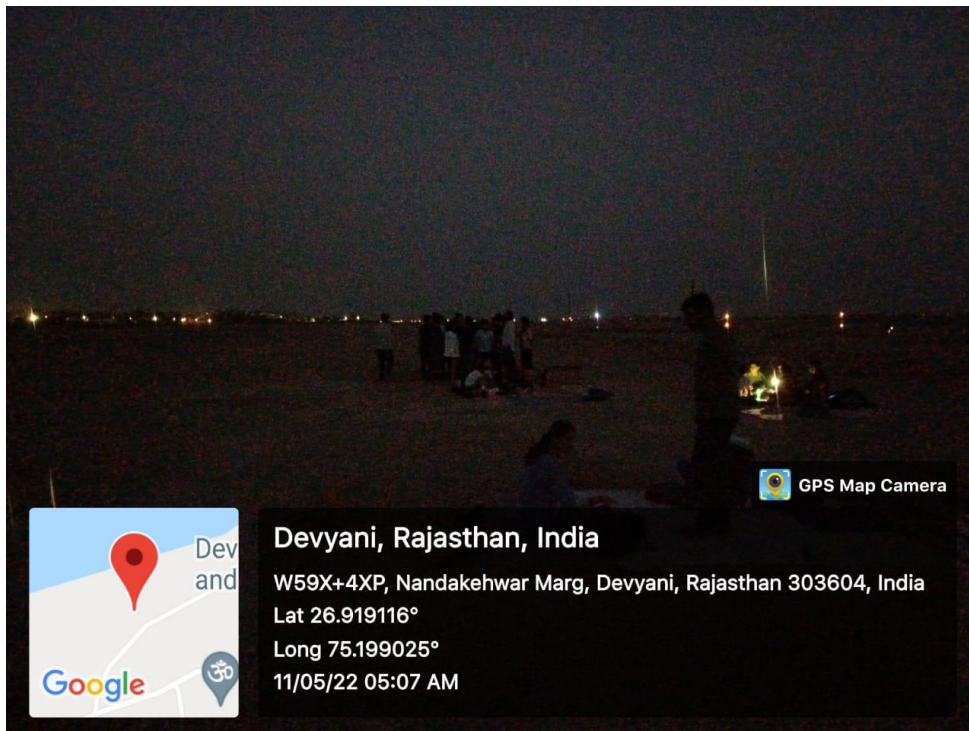 GPS Map Camera
Dev
and
Google
Devyani, Rajasthan, India
W59X+4XP, Nandakehwar Marg, Devyani, Rajasthan 303604, India
Lat 26.919116°
Long 75.199025°
11/05/22 05:07 AM